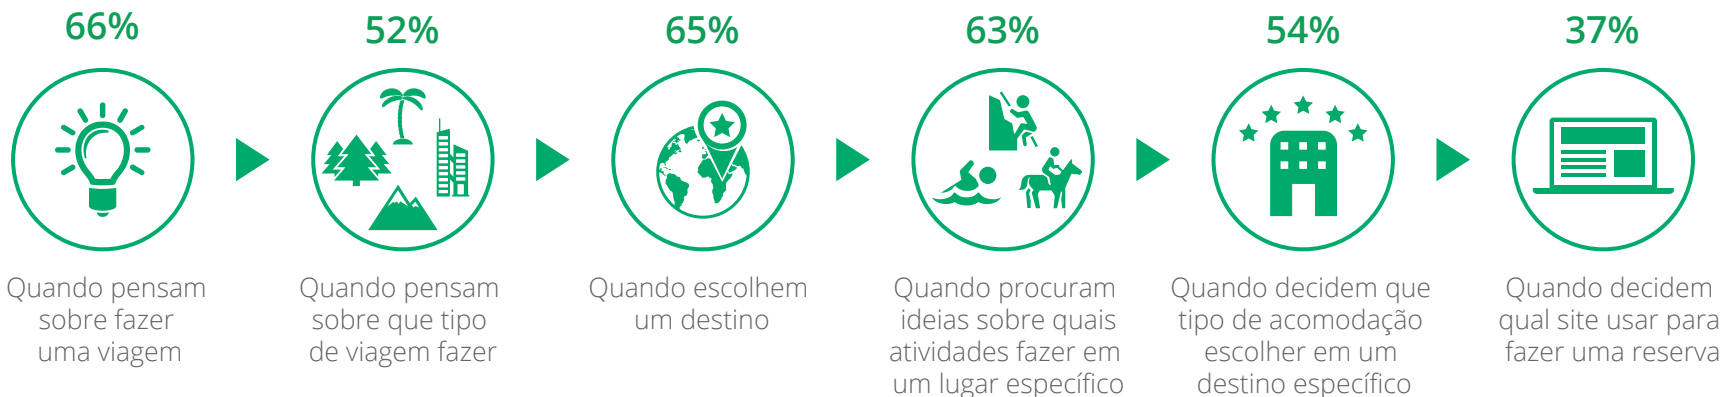 66%
Quando pensam
sobre fazer
uma viagem
52%
Quando pensam
sobre que tipo
de viagem fazer
65%
Quando escolhem
um destino
63%
Quando procuram
ideias sobre quais
atividades fazer em
um lugar específico
54%
Quando decidem que
tipo de acomodação
escolher em um
destino específico
37%
Quando decidem
qual site usar para
fazer uma reserva